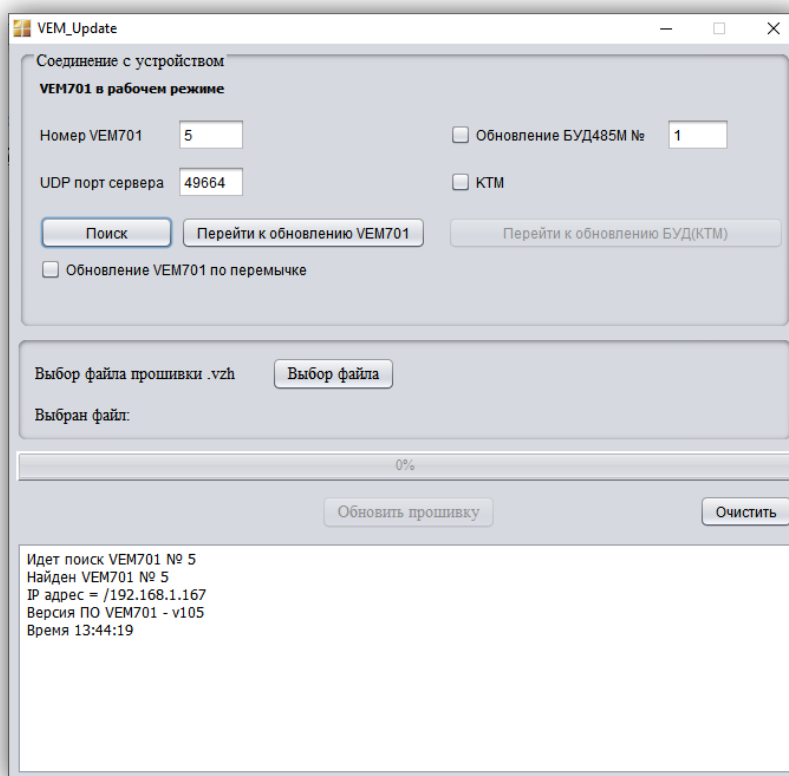 VEM_Update
Соединение с устройством
VEM701 в рабочем режиме
Номер VEM701 5 Обновление БУД485М № 1
UDP порт сервера 49664 КТМ
Поиск Перейти к обновлению VEM701 Перейти к обновлению БУД(КТМ)
Обновление VEM701 по перемычке
Выбор файла прошивки .vzh Выбор файла
Выбран файл:
0%
Обновить прошивку Очистить
Идет поиск VEM701 № 5
Найден VEM701 № 5
IP адрес = /192.168.1.167
Версия ПО VEM701 - v105
Время 13:44:19